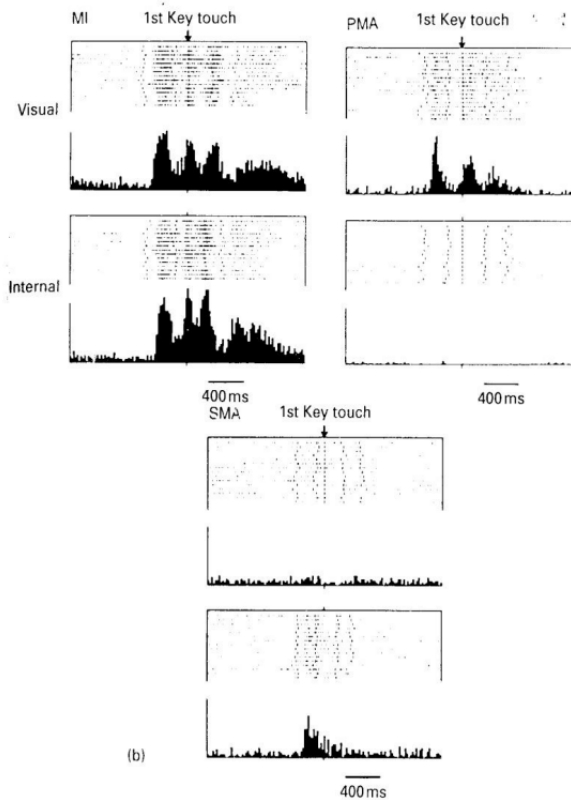 MI 1st Key touch
PMA 1st Key touch
Visual
Internal
400 ms
400 ms
SMA 1st Key touch
(b)
400 ms